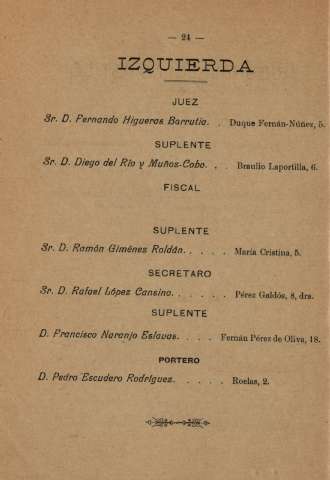 — 24 —
IZQUIERDA
JUEZ
Sr. D. Fernando Higueras Barrutia. . Duque Fernán-Núñez, 5.
SUPLENTE
Sr. D. Diego del Río y Muñoz-Cobo. . . Braulio Laportilla, 6.
FISCAL
SUPLENTE
Sr. D. Ramón Giménez Roldán. . . . . María Cristina, 5.
SECRETARO
Sr. D. Rafael López Cansino. . . . . . Pérez Galdós, 8, dra.
SUPLENTE
D. Francisco Naranjo Eslavas. . . . . Fernán Pérez de Oliva, 18.
PORTERO
D. Pedro Escudero Rodríguez. . . . . Roelas, 2.